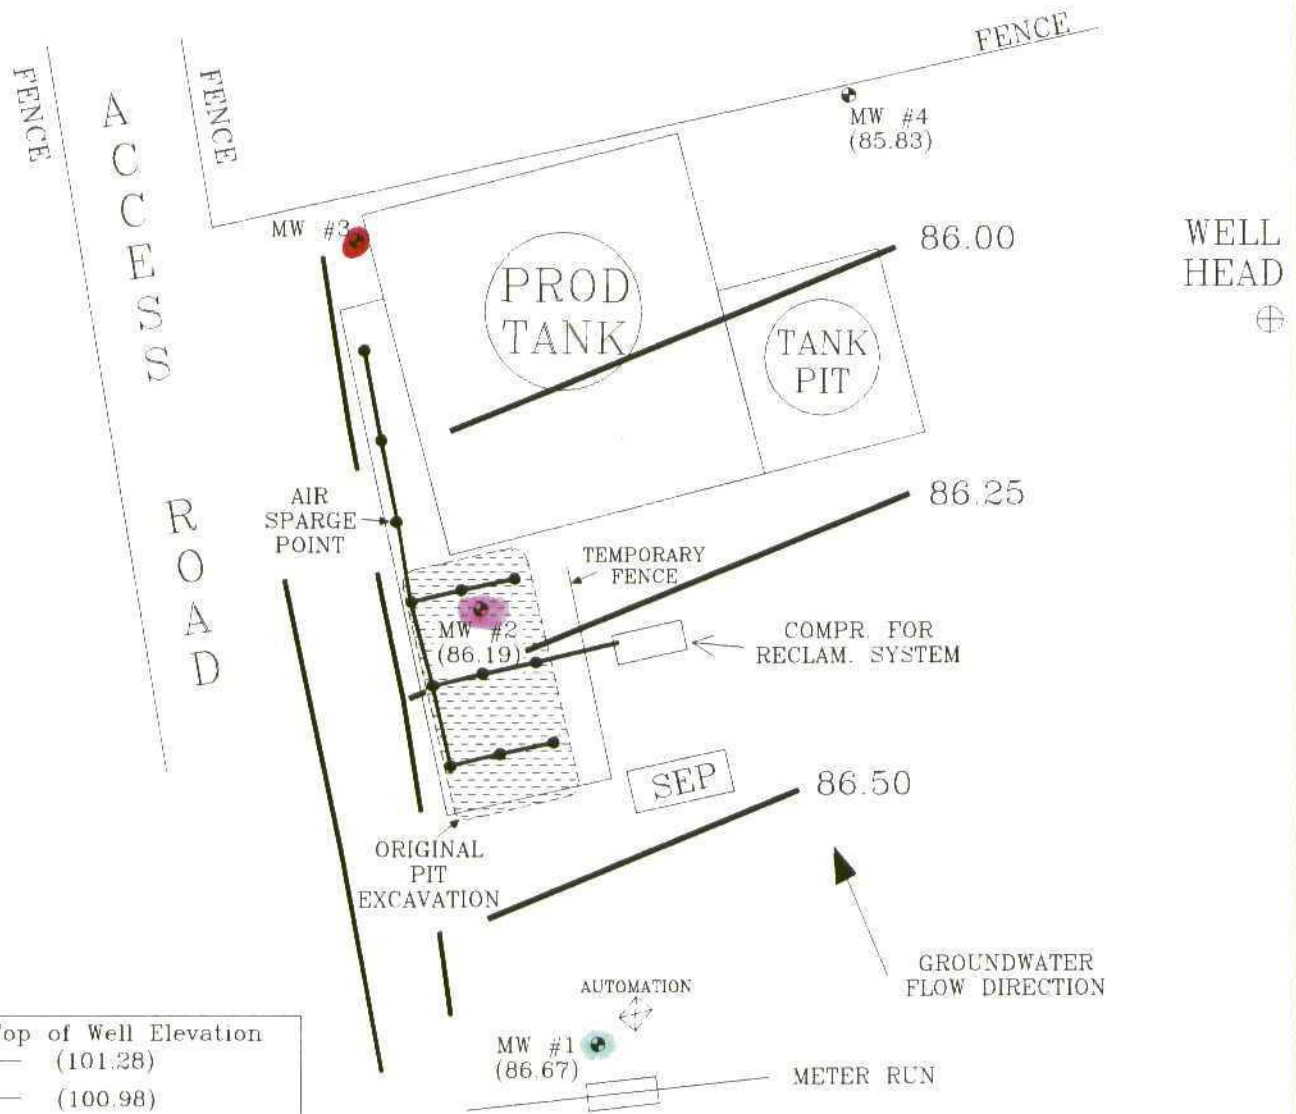 FENCE
FENCE
FENCE
ACCESS
ROAD
MW #4
(85.83)
MW #3
86.00
WELL
HEAD
PROD
TANK
TANK
PIT
86.25
AIR
SPARGE
POINT
TEMPORARY
FENCE
MW #2
(86.19)
COMPR. FOR
RECLAM. SYSTEM
SEP
86.50
ORIGINAL
PIT
EXCAVATION
GROUNDWATER
FLOW DIRECTION
AUTOMATION
MW #1
(86.67)
METER RUN
Top of Well Elevation
(101.28)
(100.98)